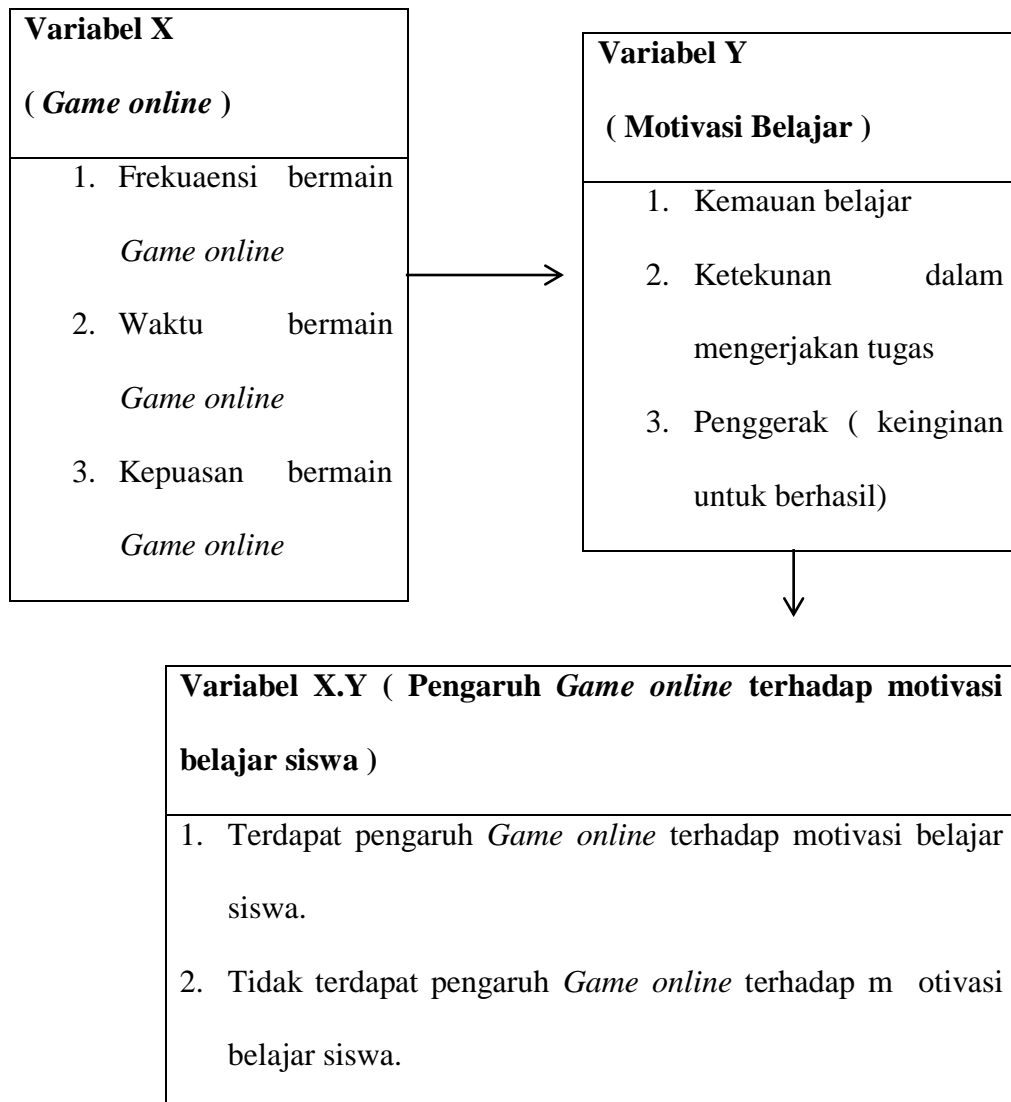 Variabel X
( Game online )
1. Frekuaensi bermain
Game online
2. Waktu bermain
Game online
3. Kepuasan bermain
Game online
Variabel Y
( Motivasi Belajar )
1. Kemauan belajar
2. Ketekunan dalam
mengerjakan tugas
3. Penggerak ( keinginan
untuk berhasil)
Variabel X.Y ( Pengaruh Game online terhadap motivasi
belajar siswa )
1. Terdapat pengaruh Game online terhadap motivasi belajar
siswa.
2. Tidak terdapat pengaruh Game online terhadap m otivasi
belajar siswa.